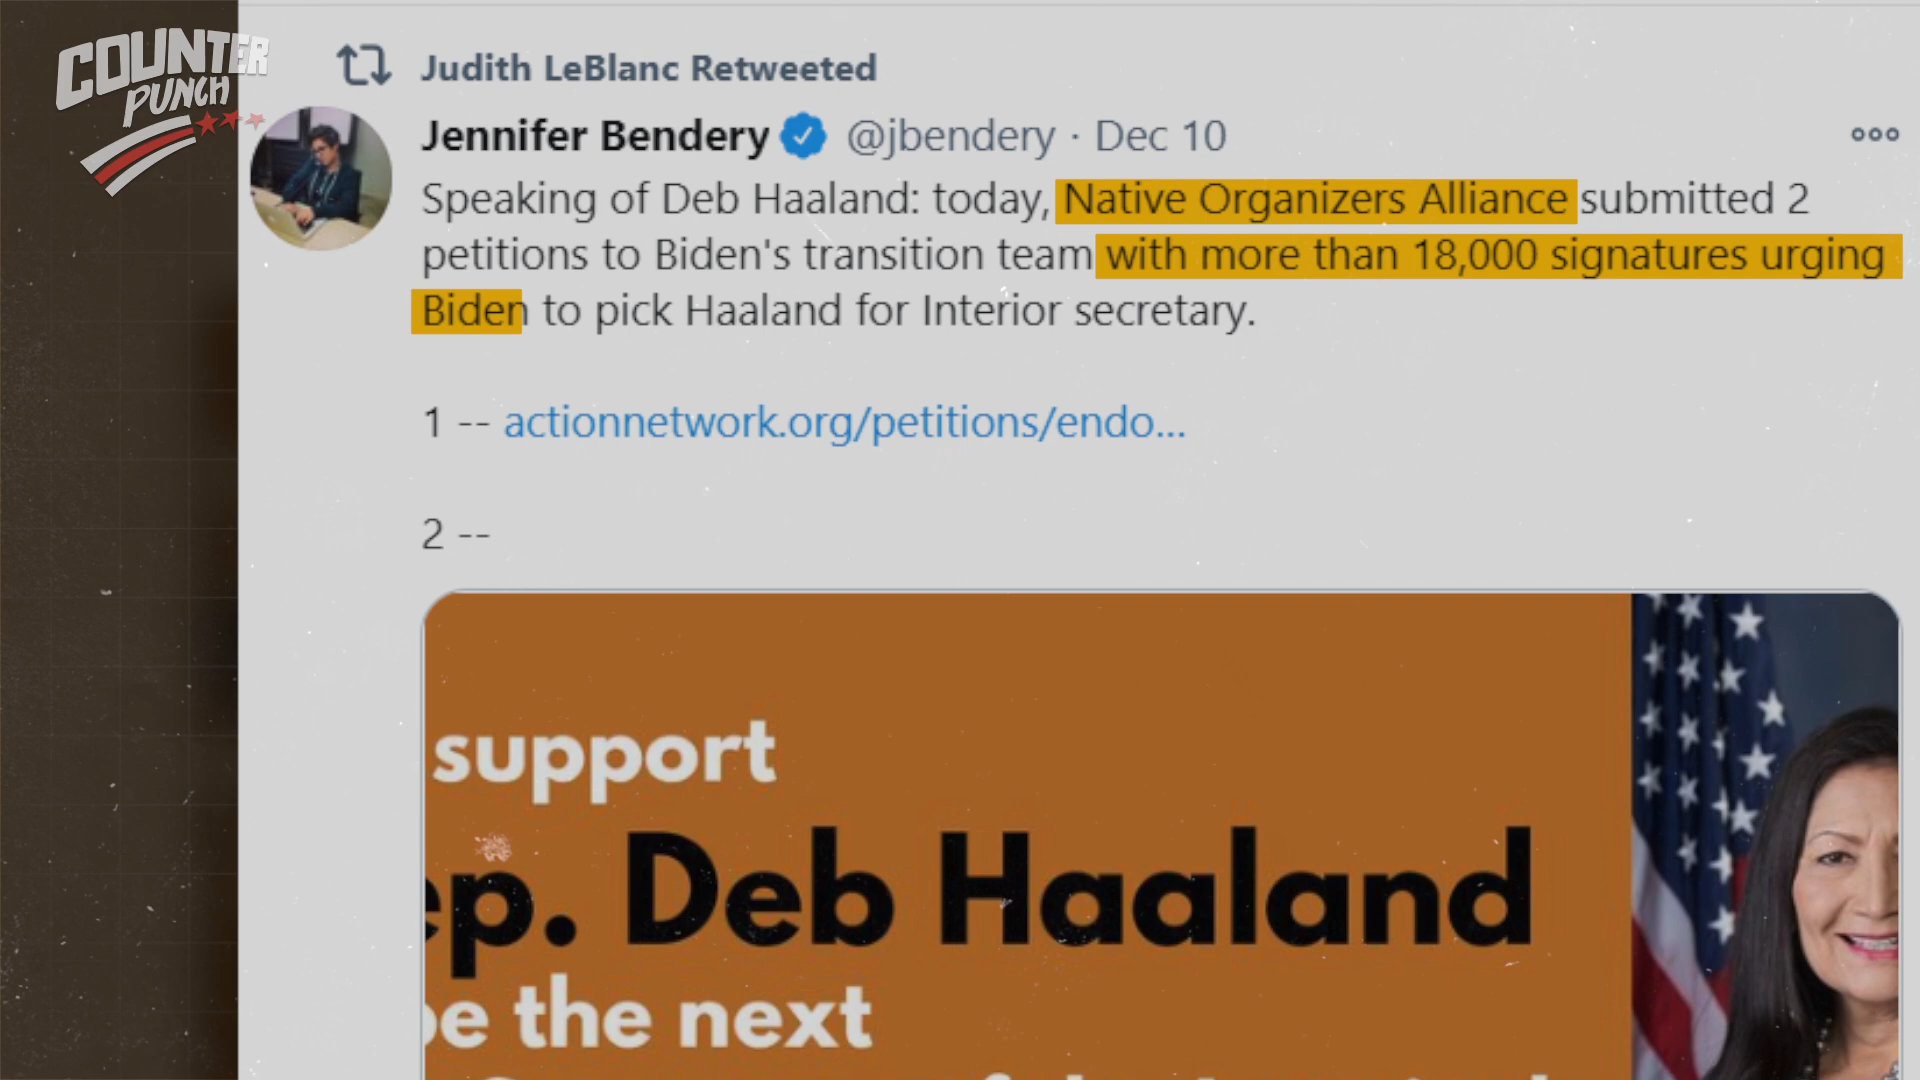 COUNTER
PUNCH
Judith LeBlanc Retweeted
Jennifer Bendery @jbendery · Dec 10
Speaking of Deb Haaland: today, Native Organizers Alliance submitted 2
petitions to Biden's transition team with more than 18,000 signatures urging
Biden to pick Haaland for Interior secretary.
1 -- actionnetwork.org/petitions/endo...
2 --
support
ep. Deb Haaland
be the next